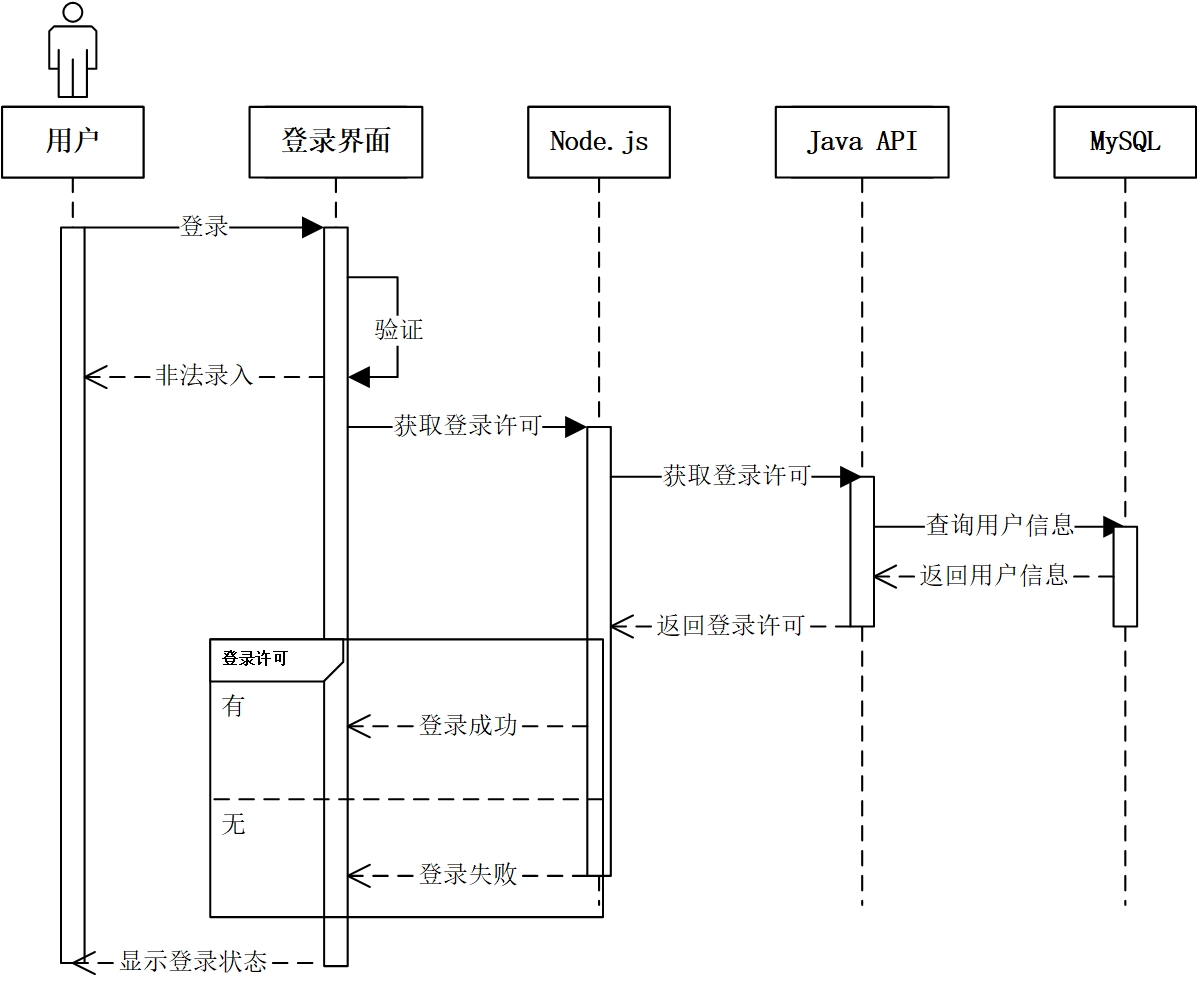 用户
登录界面
Node.js
Java API
MySQL
登录
验证
非法录入
获取登录许可
获取登录许可
查询用户信息
返回用户信息
返回登录许可
登录许可
有
登录成功
无
登录失败
显示登录状态